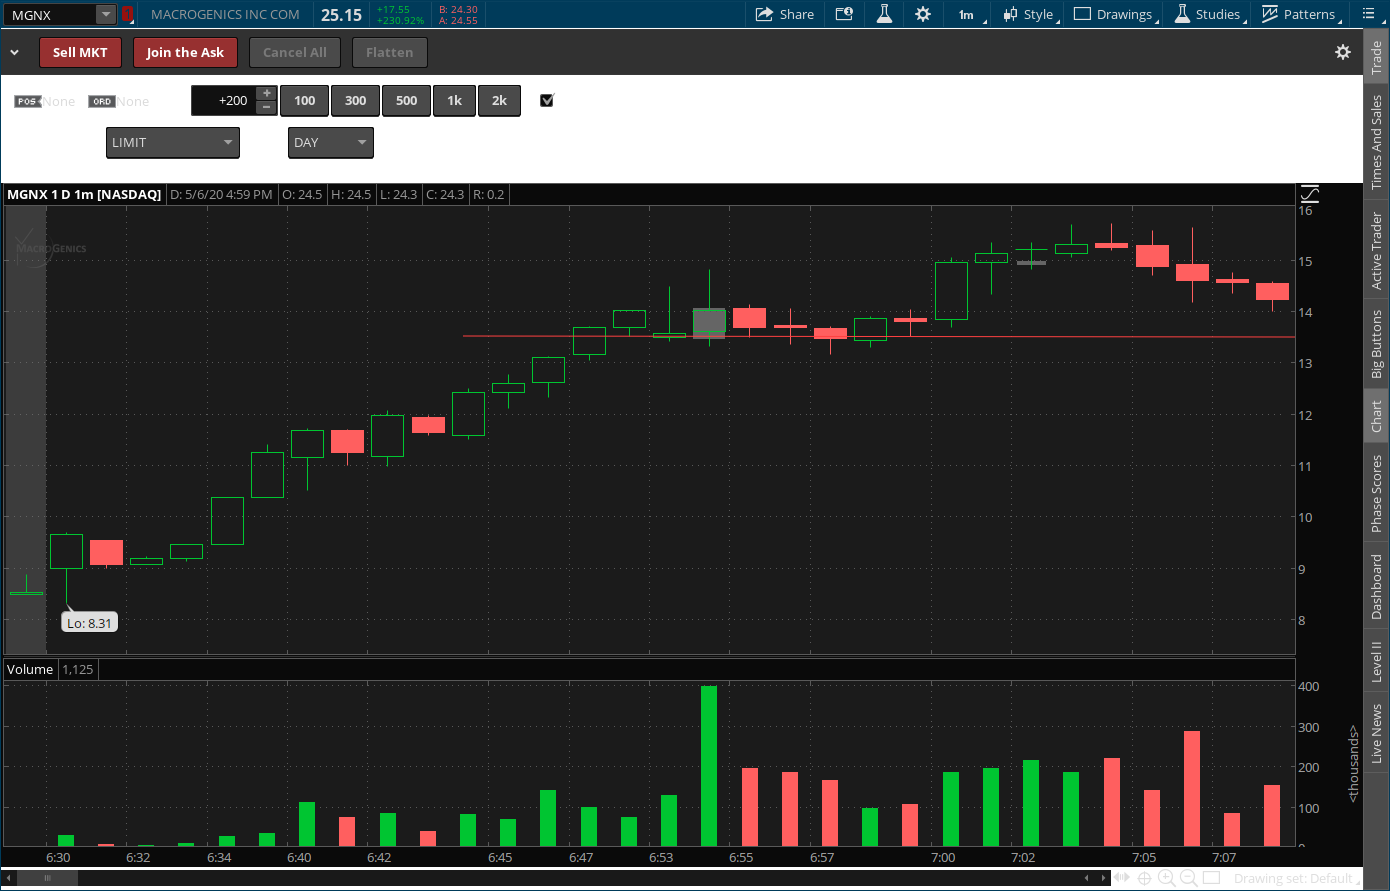 MGNX 1 MACROGENICS INC COM 25.15 +17.55 +230.92% B: 24.30 A: 24.55 Share 1m Style Drawings Studies Patterns
Sell MKT Join the Ask Cancel All Flatten
POS None ORD None +200 + − 100 300 500 1k 2k
LIMIT DAY
MGNX 1 D 1m [NASDAQ] D: 5/6/20 4:59 PM O: 24.5 H: 24.5 L: 24.3 C: 24.3 R: 0.2
MACROGENICS
16
15
14
13
12
11
10
9
8
Lo: 8.31
Volume 1,125
400
300
200
100
0
<thousands>
6:30 6:32 6:34 6:40 6:42 6:45 6:47 6:53 6:55 6:57 7:00 7:02 7:05 7:07
Drawing set: Default
Trade
Times And Sales
Active Trader
Big Buttons
Chart
Phase Scores
Dashboard
Level II
Live News